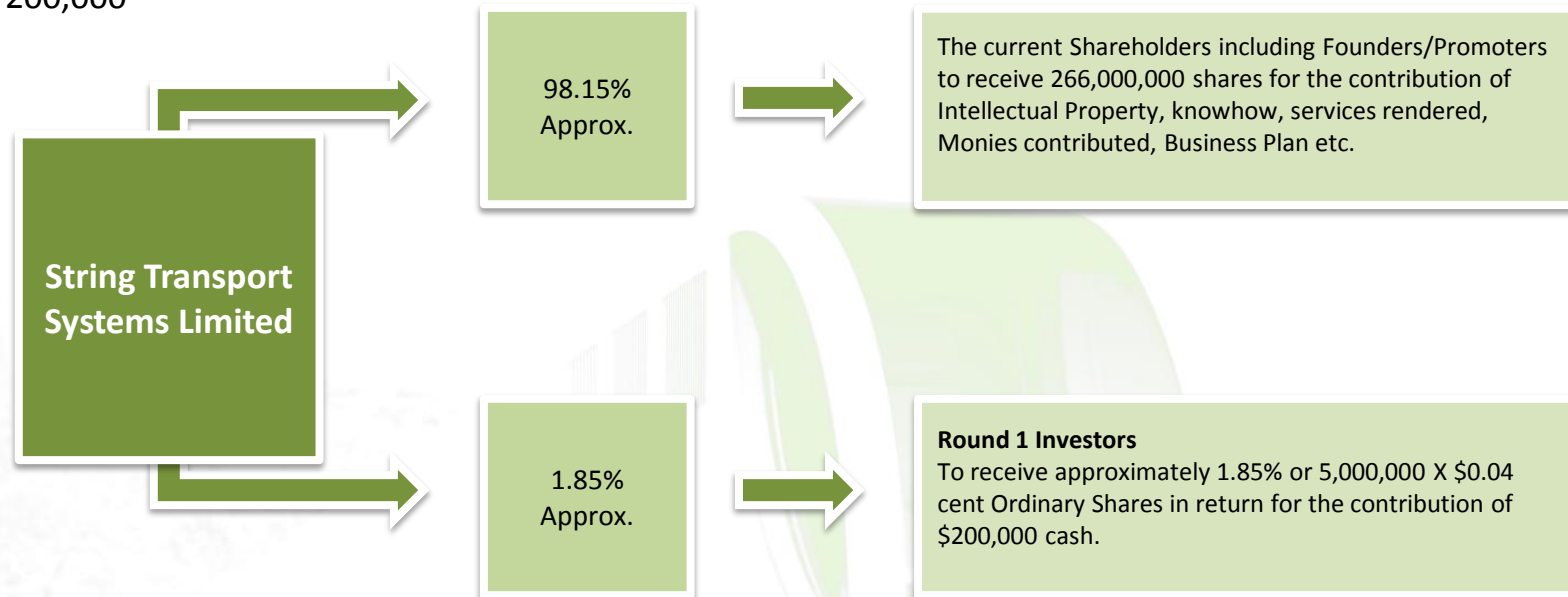 200,000
98.15%
Approx.
The current Shareholders including Founders/Promoters
to receive 266,000,000 shares for the contribution of
Intellectual Property, knowhow, services rendered,
Monies contributed, Business Plan etc.
String Transport
Systems Limited
1.85%
Approx.
Round 1 Investors
To receive approximately 1.85% or 5,000,000 X $0.04
cent Ordinary Shares in return for the contribution of
$200,000 cash.